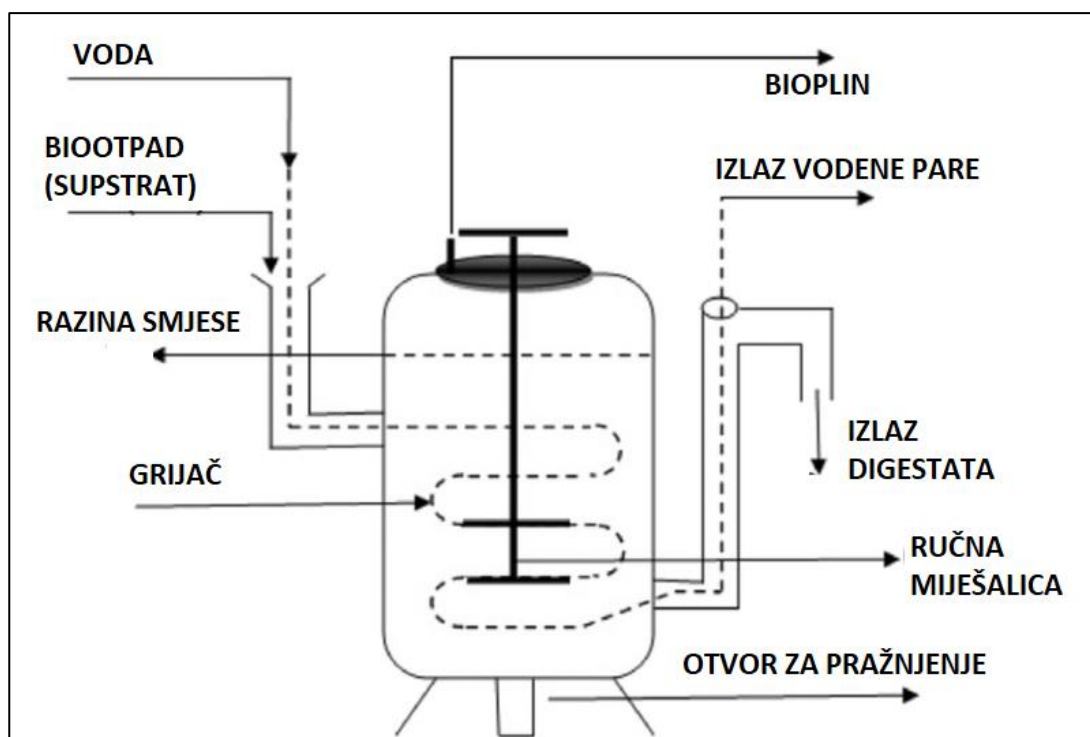 VODA
BIOPLIN
BIOOTPAD
(SUPSTRAT)
IZLAZ VODENE PARE
RAZINA SMJESE
IZLAZ
DIGESTATA
GRIJAČ
RUČNA
MIJEŠALICA
OTVOR ZA PRAŽNJENJE